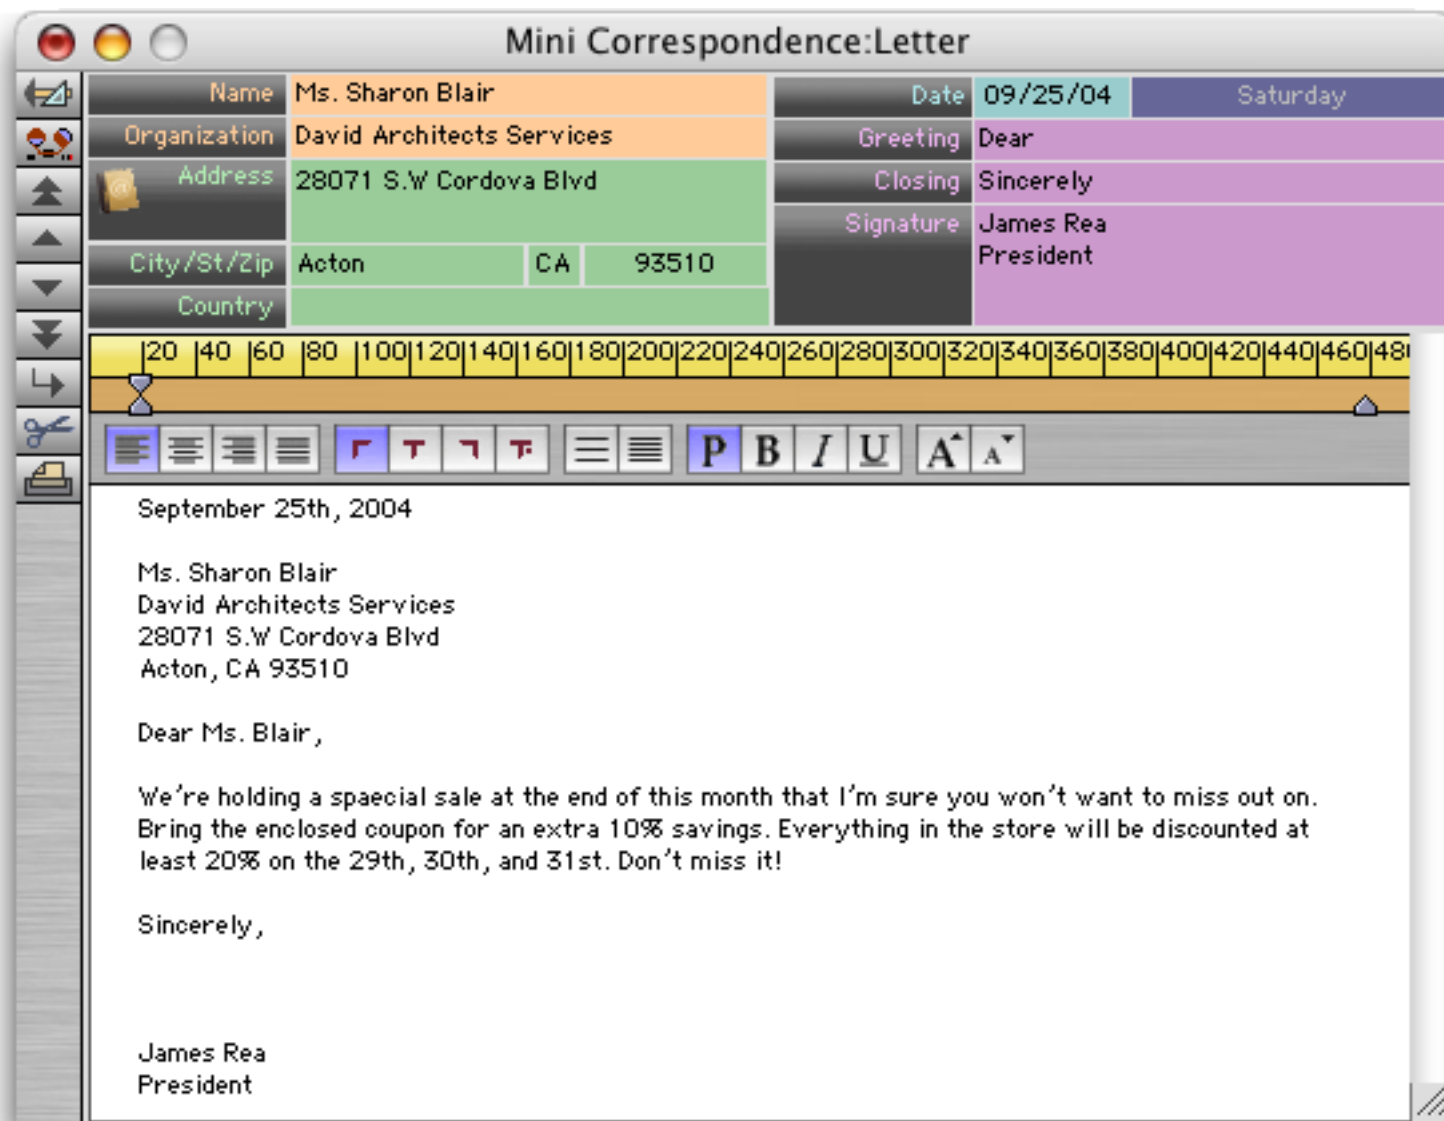 Mini Correspondence:Letter
Name Ms. Sharon Blair
Date 09/25/04 Saturday
Organization David Architects Services
Greeting Dear
Address 28071 S.W Cordova Blvd
Closing Sincerely
Signature James Rea
President
City/St/Zip Acton CA 93510
Country
|20 |40 |60 |80 |100|120|140|160|180|200|220|240|260|280|300|320|340|360|380|400|420|440|460|48
P B I U A A
September 25th, 2004
Ms. Sharon Blair
David Architects Services
28071 S.W Cordova Blvd
Acton, CA 93510
Dear Ms. Blair,
We're holding a spaecial sale at the end of this month that I'm sure you won't want to miss out on.
Bring the enclosed coupon for an extra 10% savings. Everything in the store will be discounted at
least 20% on the 29th, 30th, and 31st. Don't miss it!
Sincerely,
James Rea
President